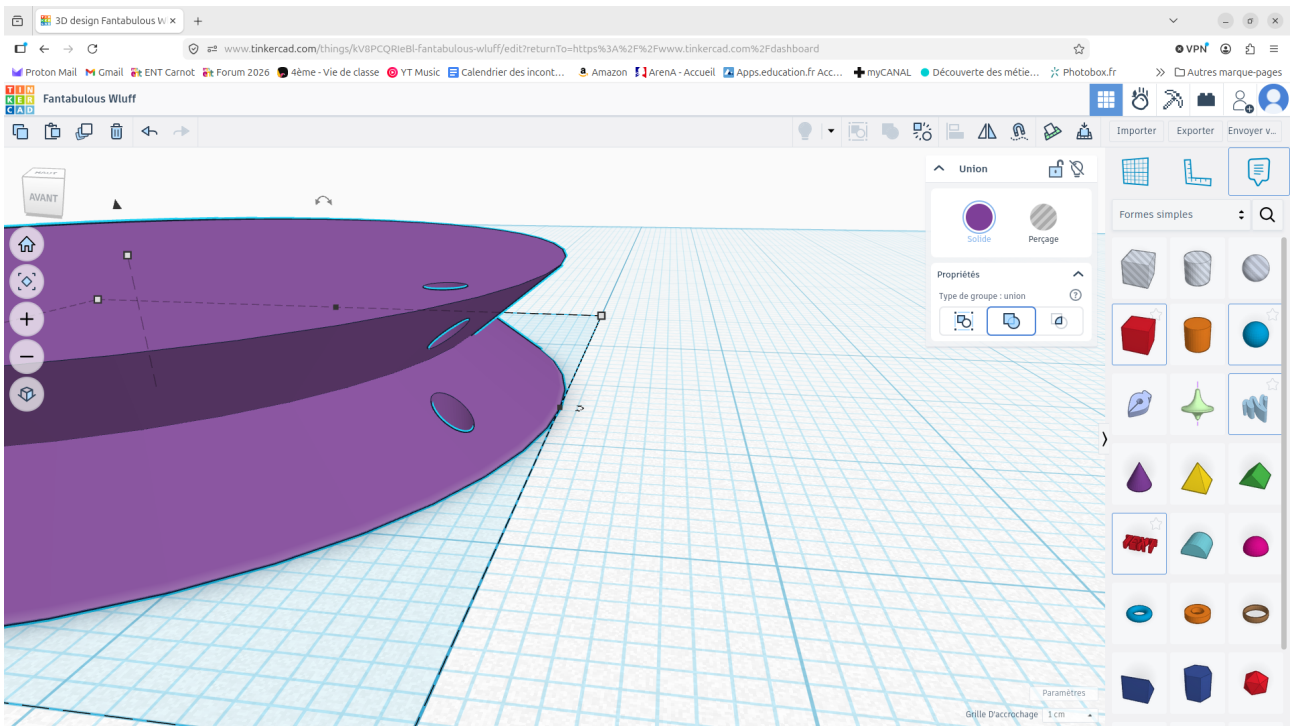 3D design Fantabulous W
www.tinkercad.com/things/kV8PCQRIeBl-fantabulous-wluff/edit?returnTo=https%3A%2F%2Fwww.tinkercad.com%2Fdashboard
VPN
Proton Mail Gmail ENT Carnot Forum 2026 4ème - Vie de classe YT Music Calendrier des incont... Amazon ArenA - Accueil Apps.education.fr Acc... myCANAL Découverte des métie... Photobox.fr Autres marque-pages
TIN
KER
CAD
Fantabulous Wluff
Importer Exporter Envoyer v...
AVANT
Union
Solide Perçage
Propriétés
Type de groupe : union
Formes simples
TEXT
Paramètres
Grille D'accrochage 1 cm